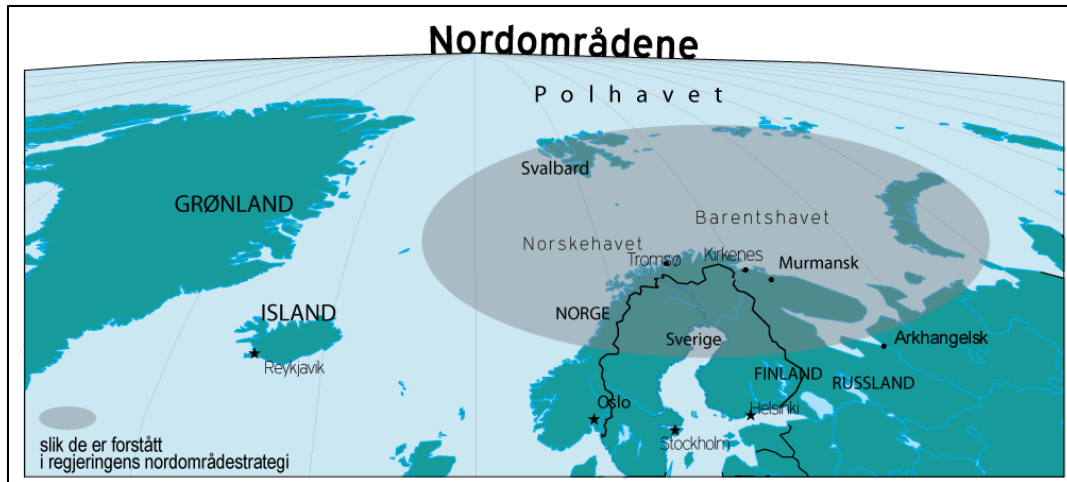 Nordområdene
Polhavet
Svalbard
GRØNLAND
Barentshavet
Norskehavet
Tromsø
Kirkenes
Murmansk
ISLAND
NORGE
Sverige
Arkhangelsk
Reykjavik
FINLAND
RUSSLAND
Oslo
Helsinki
Stockholm
slik de er forstått
i regjeringens nordområdestrategi